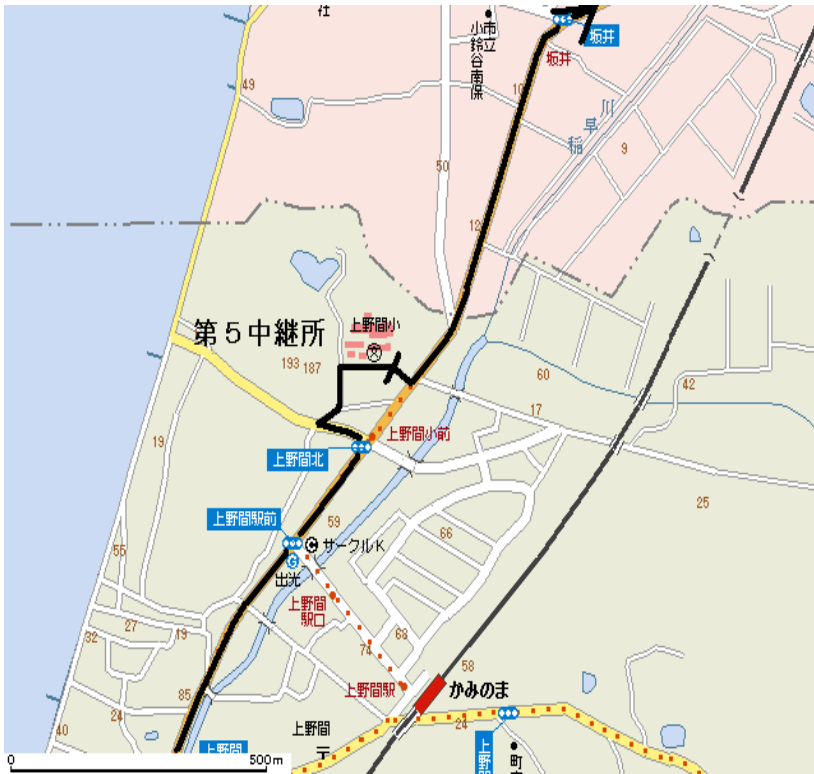 社
市立
小鈴谷南保
坂井
坂井
49
10
稲早川
9
50
12
上野間小
第5中継所
193 187
60
42
17
上野間小前
上野間北
19
25
上野間駅前
59
サークルK
66
出光
55
上野間
駅口
27
19
32
68
74
58
上野間駅
かみのま
85
24
24
40
上野間
上野間
〒
0
500m